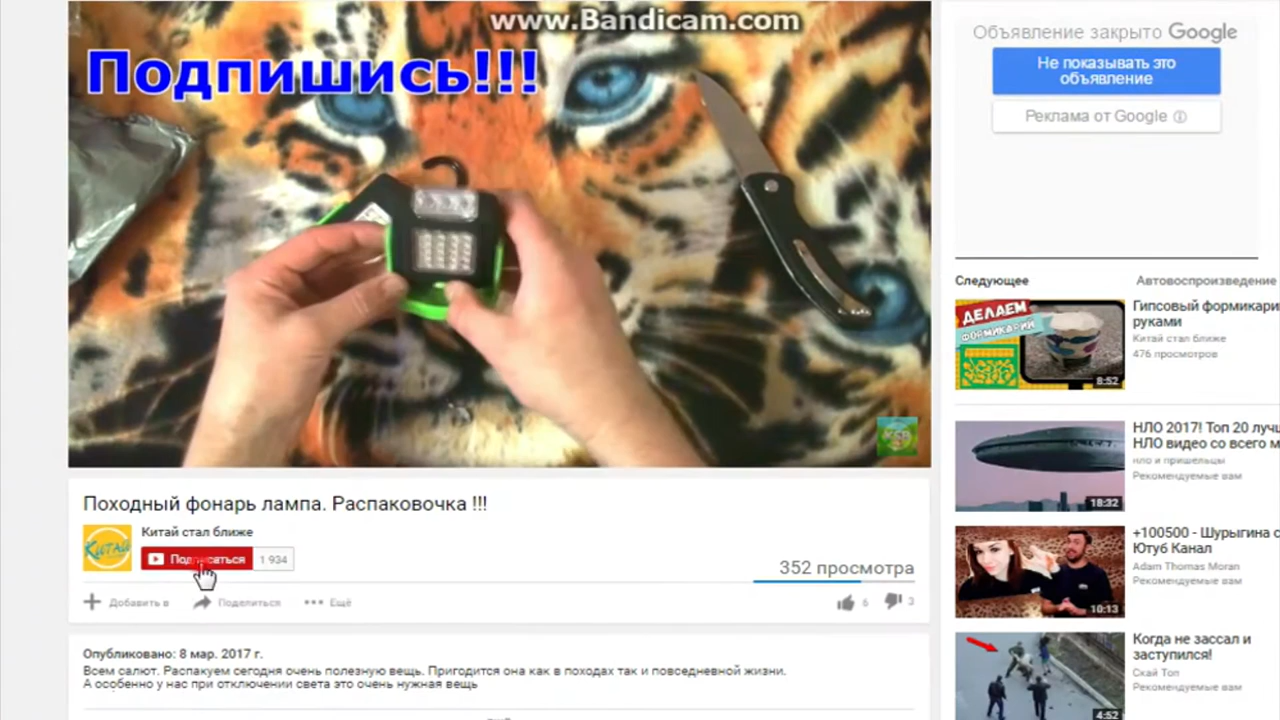 www.Bandicam.com
Подпишись!!!
Походный фонарь лампа. Распаковочка !!!
Китай
Китай стал ближе
Подписаться
1 934
352 просмотра
Добавить в
Поделиться
Ещё
6
3
Опубликовано: 8 мар. 2017 г.
Всем салют. Распакуем сегодня очень полезную вещь. Пригодится она как в походах так и повседневной жизни.
А особенно у нас при отключении света это очень нужная вещь
Объявление закрыто Google
Не показывать это
объявление
Реклама от Google
Следующее
Автовоспроизведение
ДЕЛАЕМ
ФОРМИКАРИЙ
8:52
Гипсовый формикари
руками
Китай стал ближе
476 просмотров
18:32
НЛО 2017! Топ 20 лучш
НЛО видео со всего м
нло и пришельцы
Рекомендуемые вам
10:13
+100500 - Шурыгина с
Ютуб Канал
Adam Thomas Moran
Рекомендуемые вам
4:52
Когда не зассал и
заступился!
Скай Топ
Рекомендуемые вам